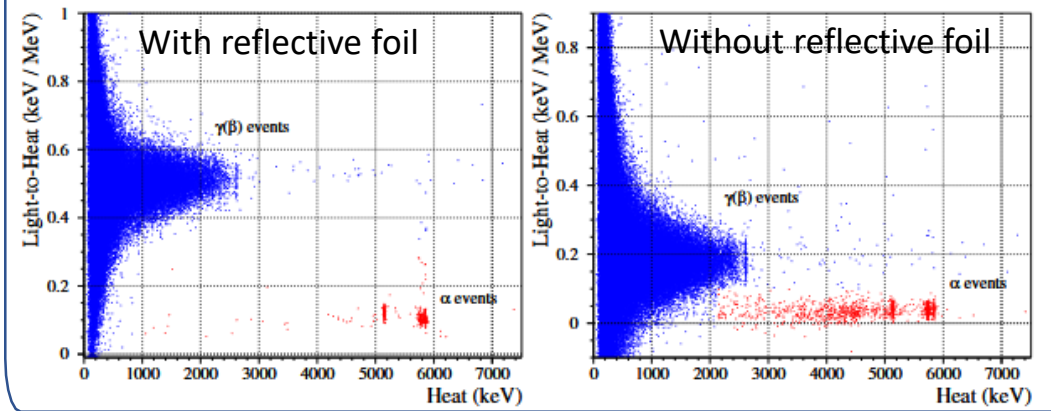 With reflective foil
Light-to-Heat (keV / MeV)
1
0.8
0.6
0.4
0.2
0
γ(β) events
α events
0 1000 2000 3000 4000 5000 6000 7000
Heat (keV)
Without reflective foil
Light-to-Heat (keV / MeV)
0.8
0.6
0.4
0.2
0
γ(β) events
α events
0 1000 2000 3000 4000 5000 6000 7000
Heat (keV)